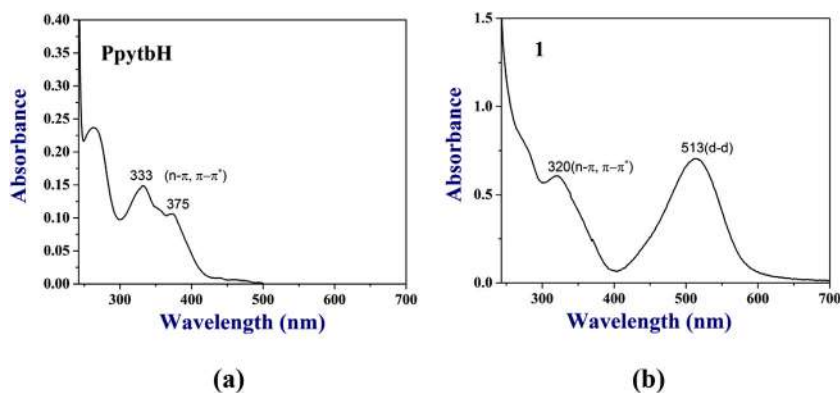 PpytbH
Absorbance
0.40
0.35
0.30
0.25
0.20
0.15
0.10
0.05
0.00
333 (n-π, π-π*)
375
300 400 500 600 700
Wavelength (nm)
(a)
1
Absorbance
1.5
1.0
0.5
0.0
320(n-π, π-π*)
513(d-d)
300 400 500 600 700
Wavelength (nm)
(b)